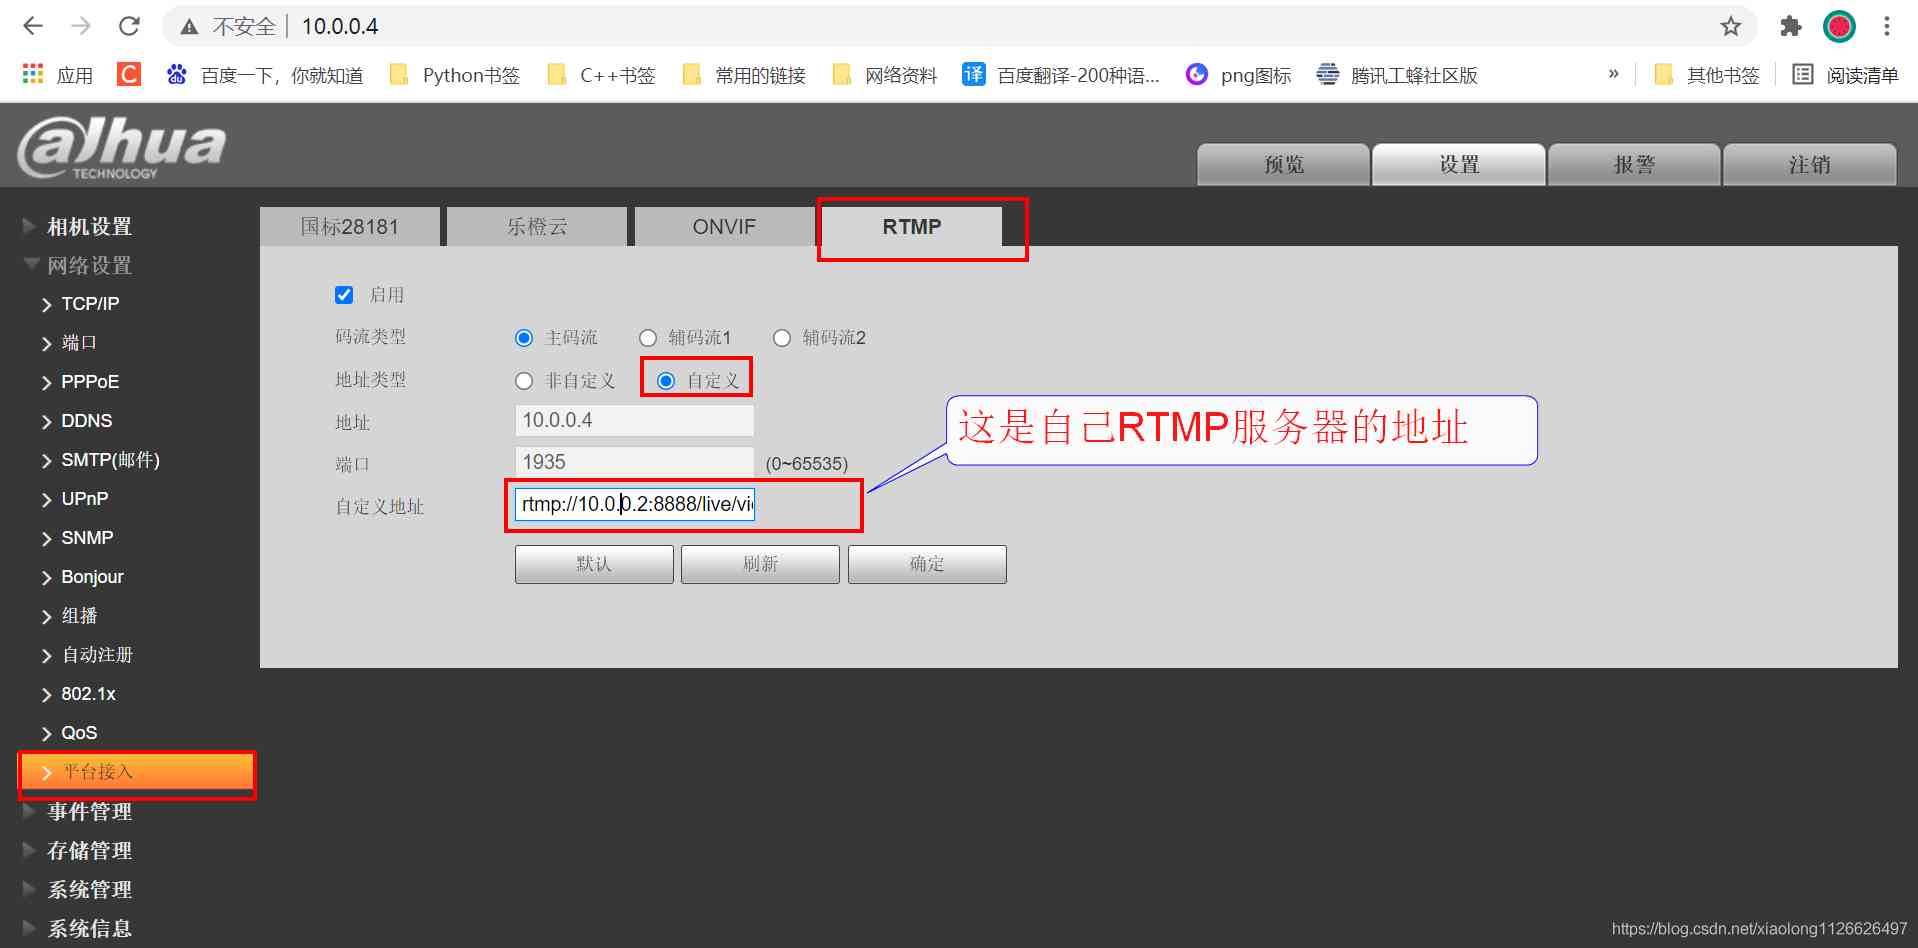 不安全 10.0.0.4
应用 C 百度一下，你就知道 Python书签 C++书签 常用的链接 网络资料 译 百度翻译-200种语... png图标 腾讯工蜂社区版 » 其他书签 阅读清单
alhua
TECHNOLOGY
预览 设置 报警 注销
相机设置
网络设置
TCP/IP
端口
PPPoE
DDNS
SMTP(邮件)
UPnP
SNMP
Bonjour
组播
自动注册
802.1x
QoS
平台接入
事件管理
存储管理
系统管理
系统信息
国标28181 乐橙云 ONVIF RTMP
启用
码流类型 主码流 辅码流1 辅码流2
地址类型 非自定义 自定义
地址 10.0.0.4
端口 1935 (0~65535)
自定义地址 rtmp://10.0.0.2:8888/live/vi
默认 刷新 确定
这是自己RTMP服务器的地址
https://blog.csdn.net/xiaolong1126626497